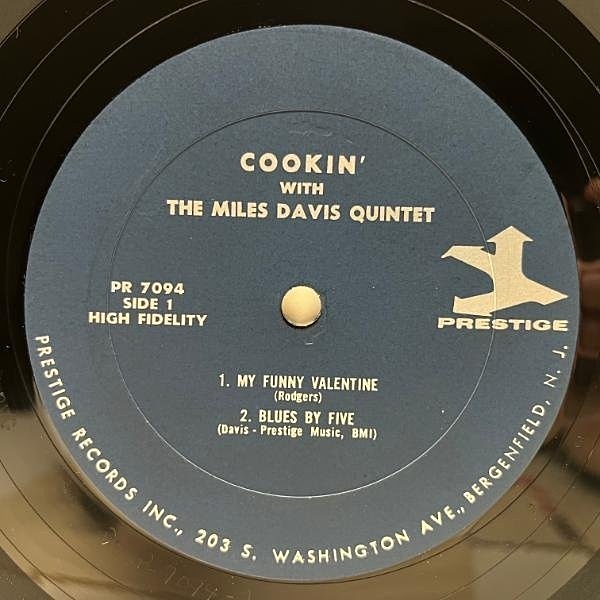 COOKIN'
WITH
THE MILES DAVIS QUINTET
PR 7094
SIDE 1
HIGH FIDELITY
PRESTIGE
1. MY FUNNY VALENTINE
(Rodgers)
2. BLUES BY FIVE
(Davis - Prestige Music, BMI)
PRESTIGE RECORDS INC., 203 S. WASHINGTON AVE., BERGENFIELD, N. J.